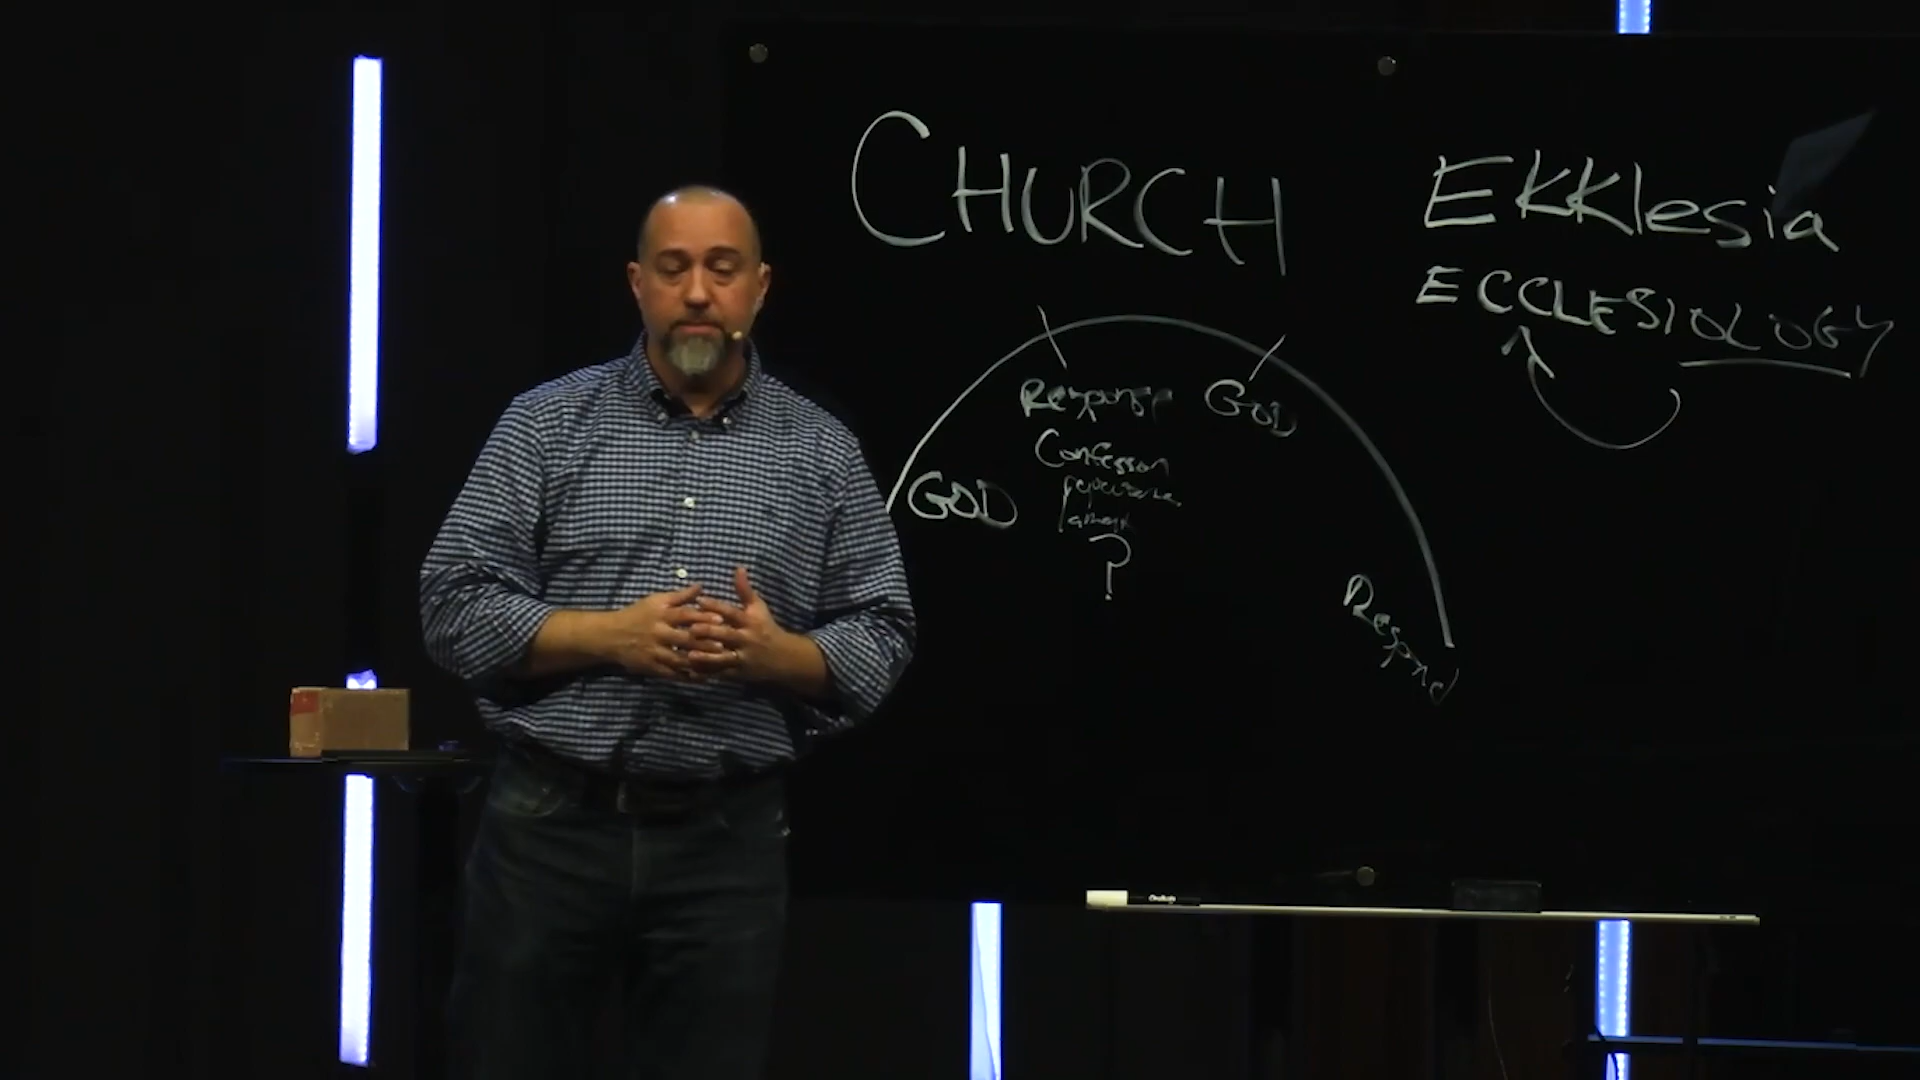 CHURCH
EKKlesia
ECCLESIOLOGY
Response
GOD
Confession
GOD
?
Respond